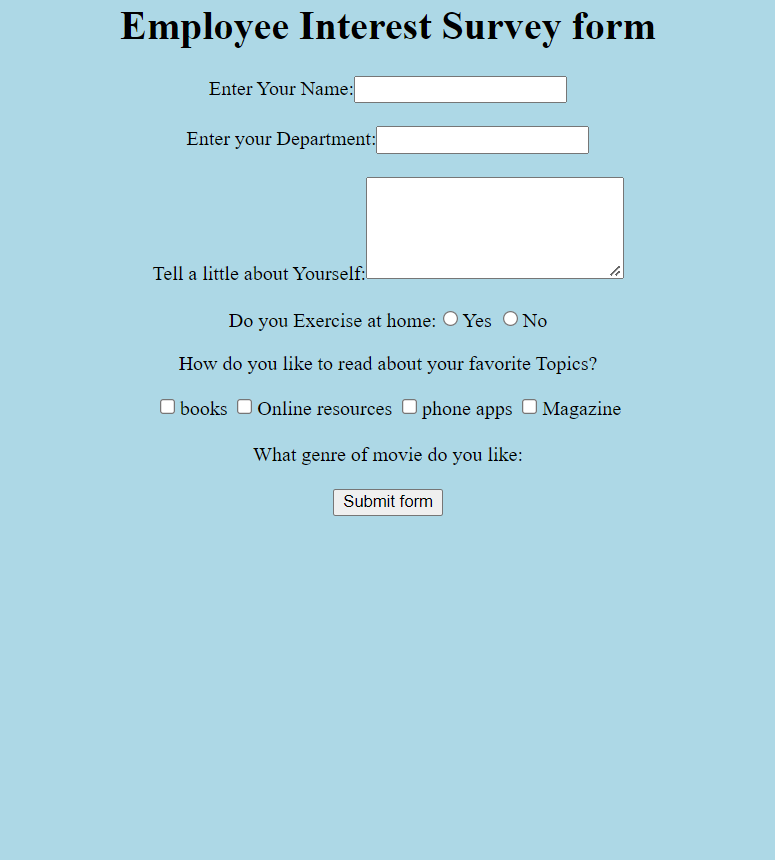 Employee Interest Survey form
Enter Your Name:
Enter your Department:
Tell a little about Yourself:
Do you Exercise at home: Yes No
How do you like to read about your favorite Topics?
books Online resources phone apps Magazine
What genre of movie do you like:
Submit form